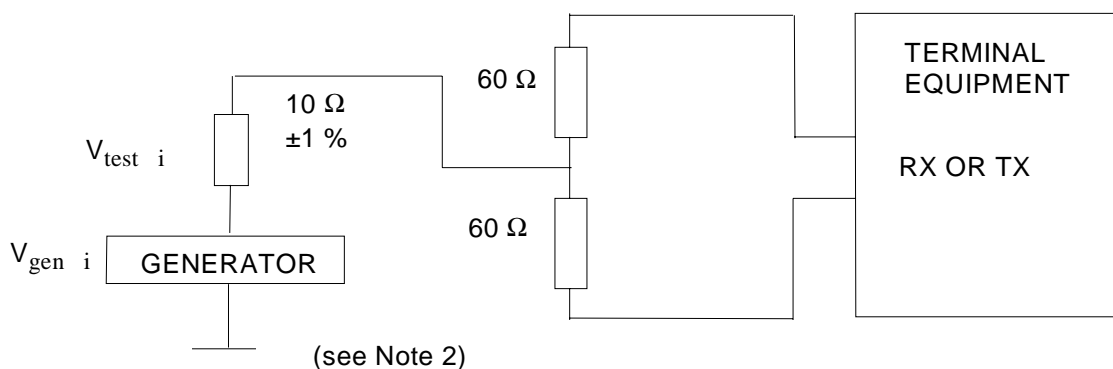 TERMINAL
EQUIPMENT
60 Ω
10 Ω
±1 %
V_test i
RX OR TX
60 Ω
V_gen i
GENERATOR
(see Note 2)